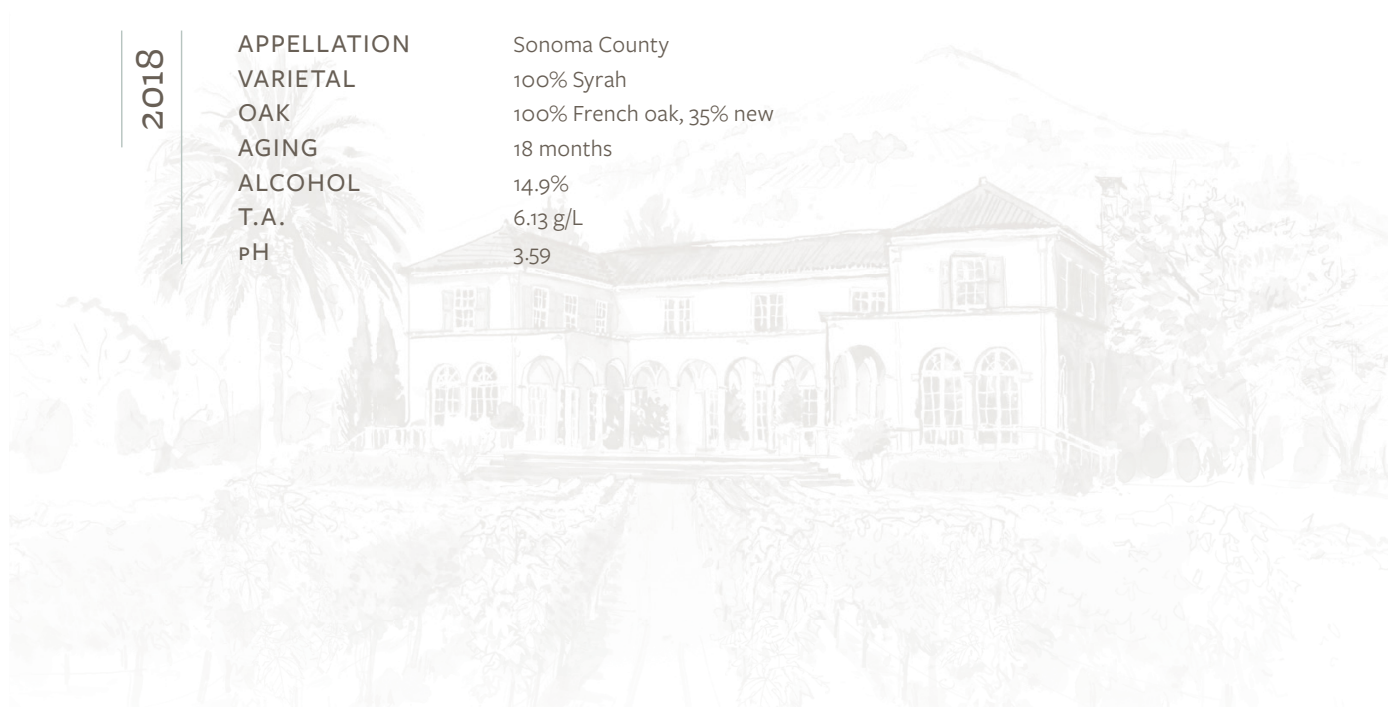 2018
APPELLATION Sonoma County
VARIETAL 100% Syrah
OAK 100% French oak, 35% new
AGING 18 months
ALCOHOL 14.9%
T.A. 6.13 g/L
pH 3.59